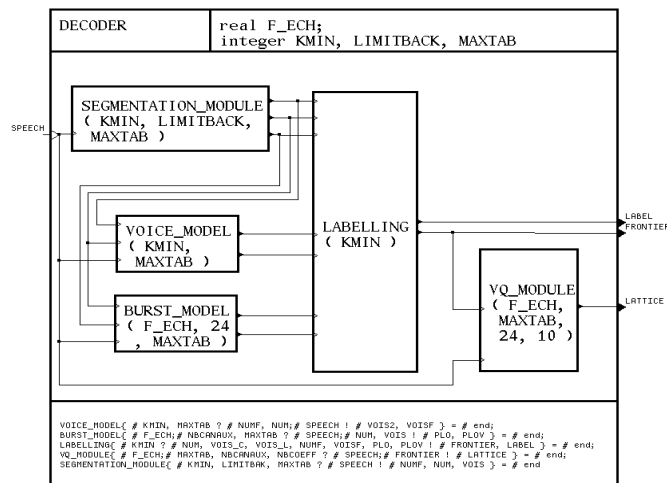 DECODER
real F_ECH;
integer KMIN, LIMITBACK, MAXTAB
SEGMENTATION_MODULE
( KMIN, LIMITBACK,
MAXTAB )
SPEECH
VOICE_MODEL
( KMIN,
MAXTAB )
LABELLING
( KMIN )
LABEL
FRONTIER
BURST_MODEL
( F_ECH, 24
, MAXTAB )
VQ_MODULE
( F_ECH,
MAXTAB,
24, 10 )
LATTICE
VOICE_MODEL{ # KMIN, MAXTAB ? # NUMF, NUM;# SPEECH ! # VOIS2, VOISF } = # end;
BURST_MODEL{ # F_ECH;# NBCANAUX, MAXTAB ? # SPEECH;# NUM, VOIS ! # PLO, PLOV } = # end;
LABELLING{ # KMIN ? # NUM, VOIS_C, VOIS_L, NUMF, VOISF, PLO, PLOV ! # FRONTIER, LABEL } = # end;
VQ_MODULE{ # F_ECH;# MAXTAB, NBCANAUX, NBCOEFF ? # SPEECH;# FRONTIER ! # LATTICE } = # end;
SEGMENTATION_MODULE{ # KMIN, LIMITBAK, MAXTAB ? # SPEECH ! # NUMF, NUM, VOIS } = # end